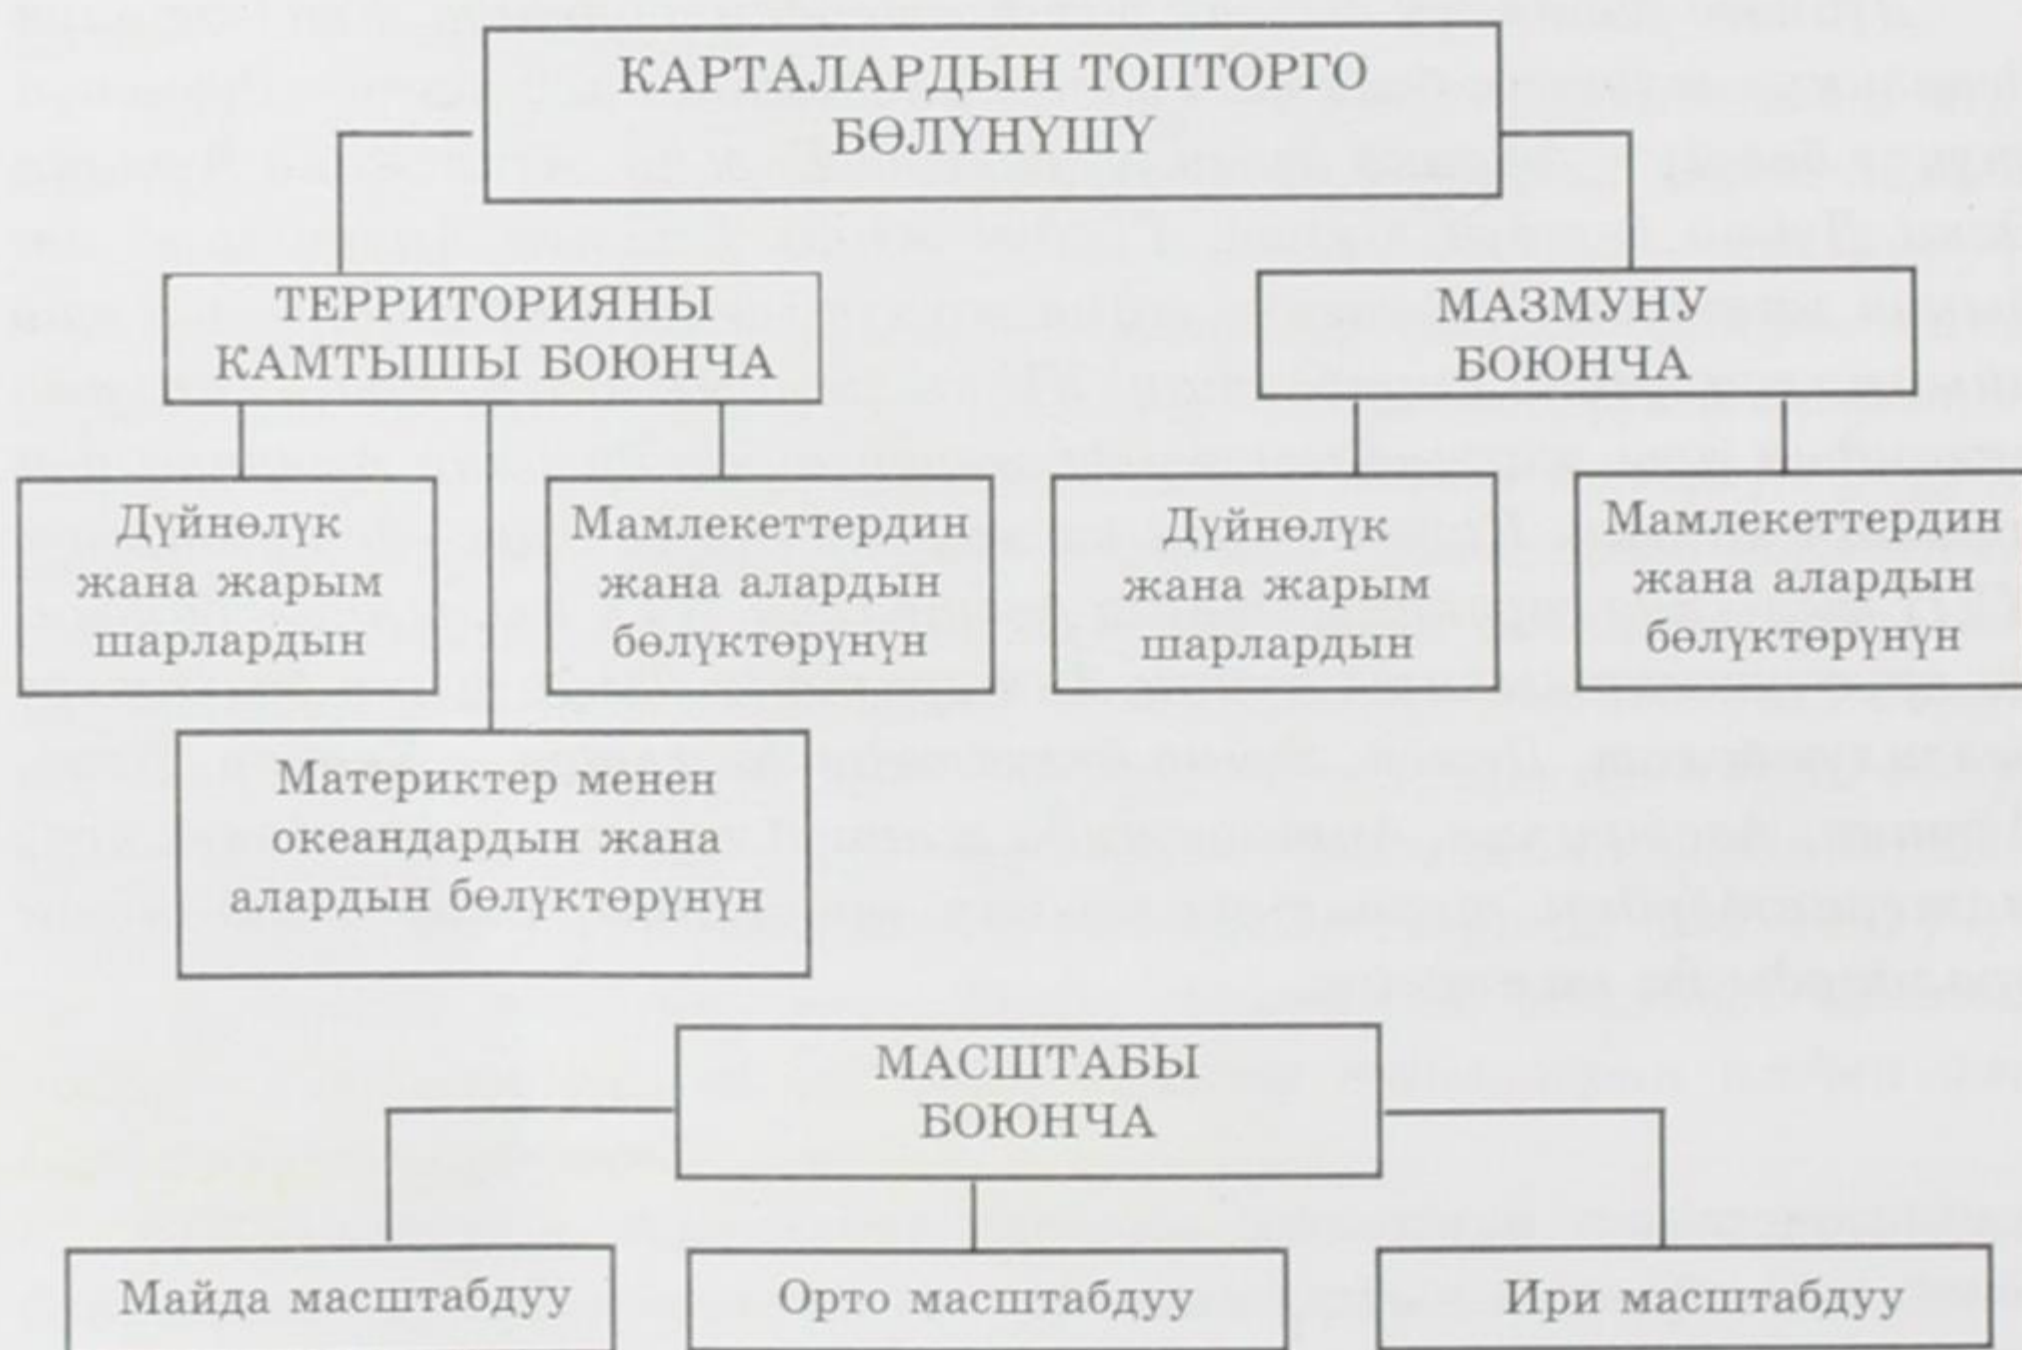 КАРТАЛАРДЫН ТОПТОРГО
БӨЛҮНҮШҮ
ТЕРРИТОРИЯНЫ
КАМТЫШЫ БОЮНЧА
МАЗМУНУ
БОЮНЧА
Дүйнөлүк
жана жарым
шарлардын
Мамлекеттердин
жана алардын
бөлүктөрүнүн
Дүйнөлүк
жана жарым
шарлардын
Мамлекеттердин
жана алардын
бөлүктөрүнүн
Материктер менен
океандардын жана
алардын бөлүктөрүнүн
МАСШТАБЫ
БОЮНЧА
Майда масштабдуу
Орто масштабдуу
Ири масштабдуу